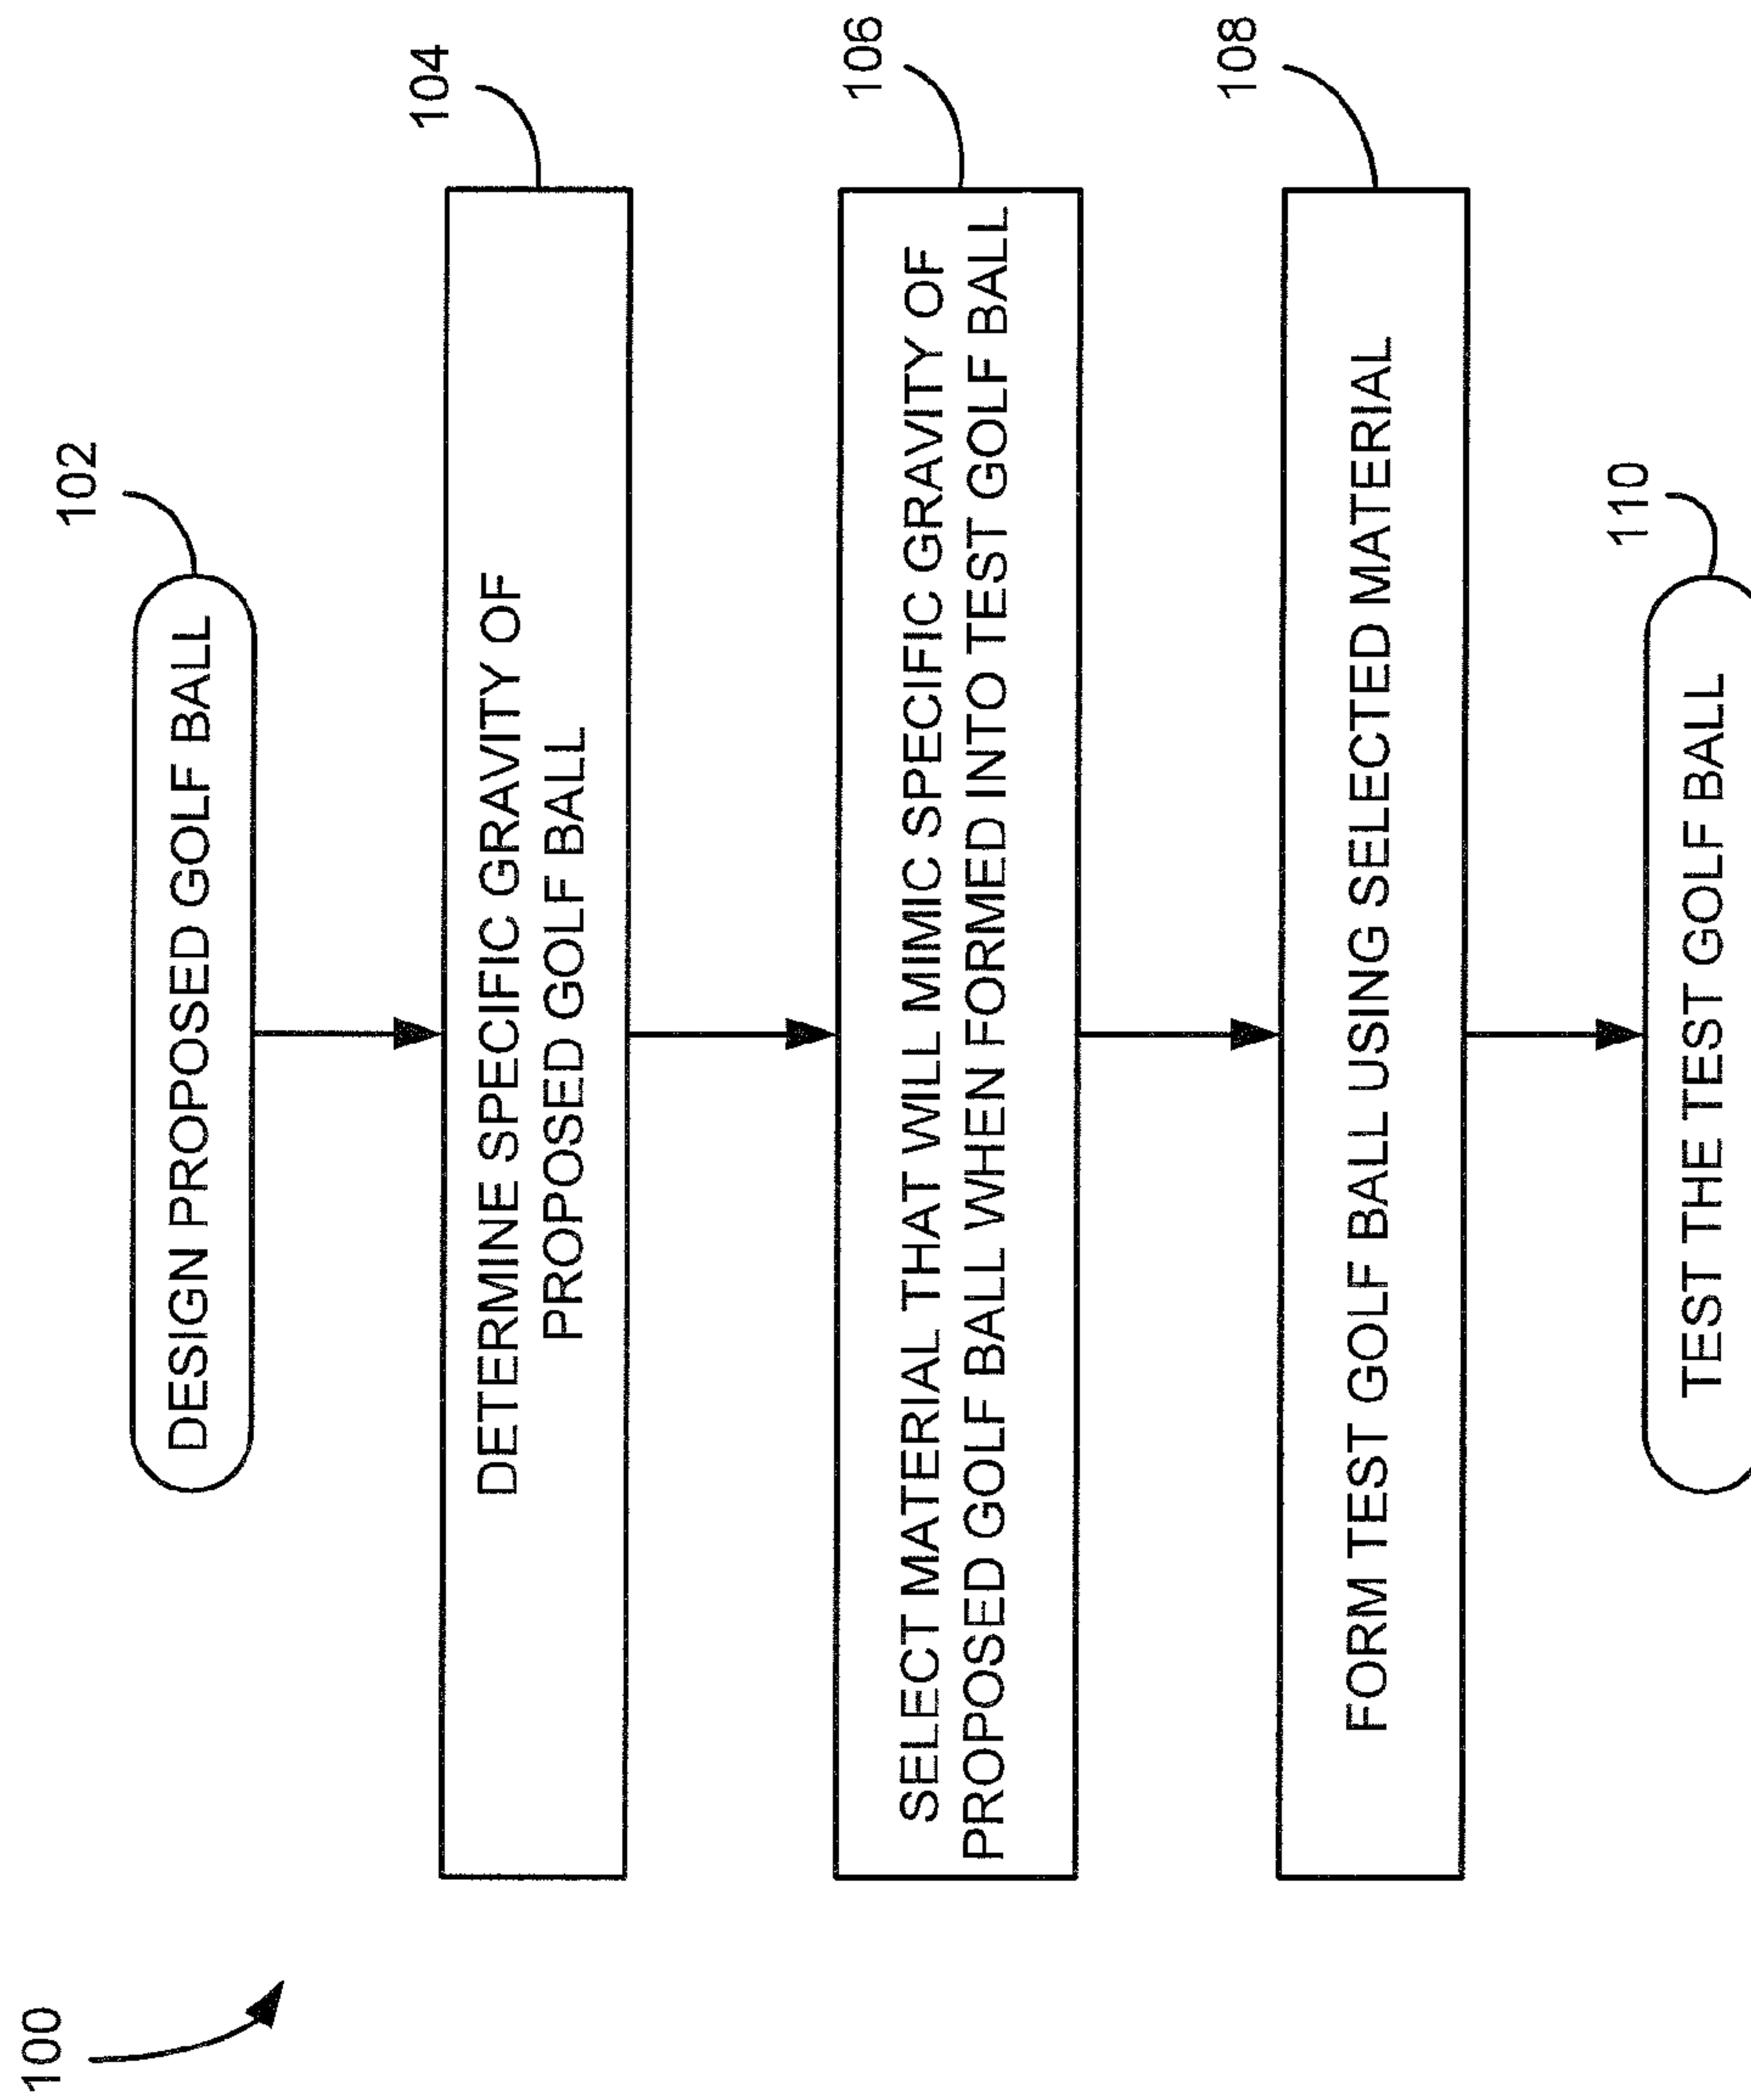 100
102
DESIGN PROPOSED GOLF BALL
104
DETERMINE SPECIFIC GRAVITY OF
PROPOSED GOLF BALL
106
SELECT MATERIAL THAT WILL MIMIC SPECIFIC GRAVITY OF
PROPOSED GOLF BALL WHEN FORMED INTO TEST GOLF BALL
108
FORM TEST GOLF BALL USING SELECTED MATERIAL
110
TEST THE TEST GOLF BALL